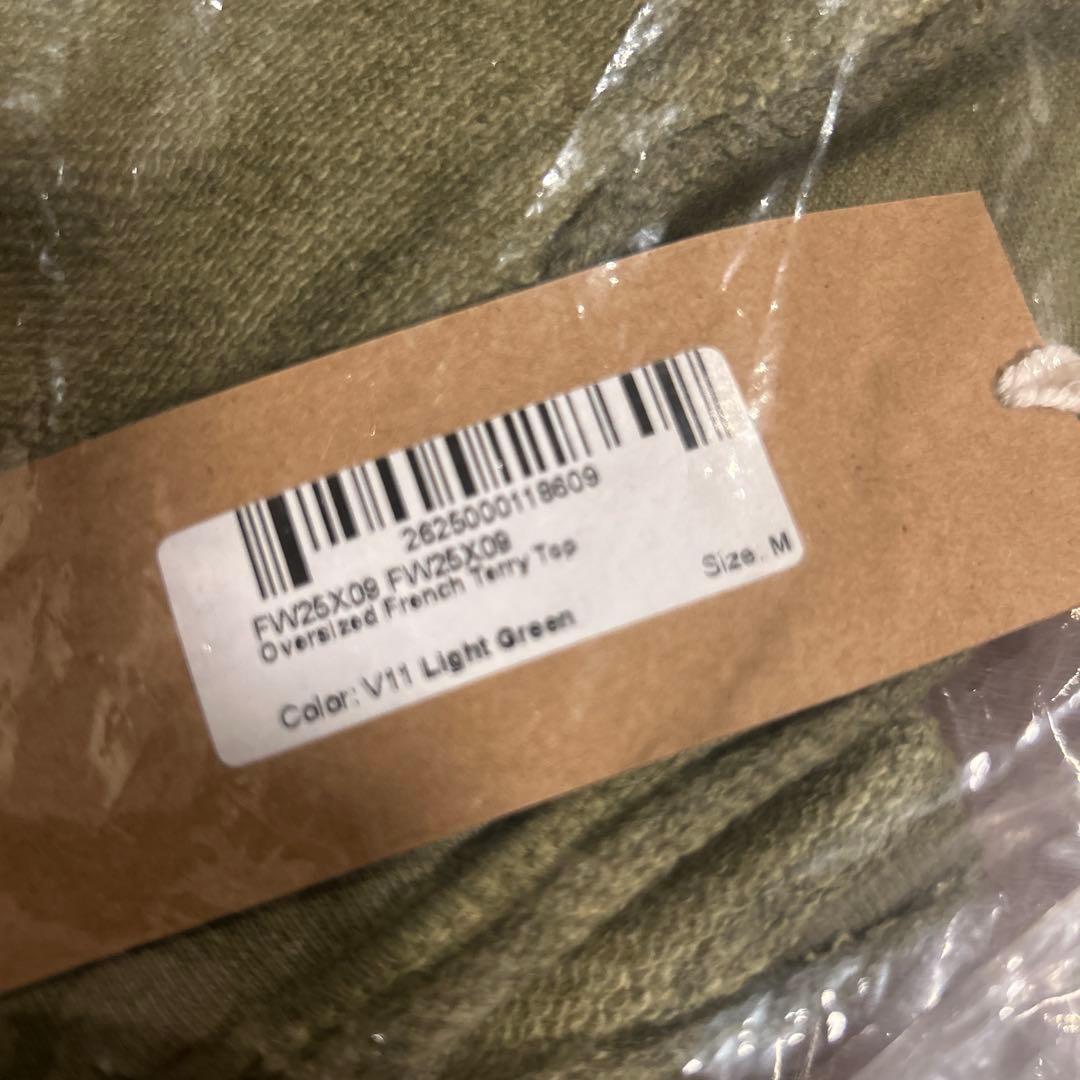 2625000118609
FW25X09 FW25X09
Oversized French Terry Top
Size: M
Color: V11 Light Green